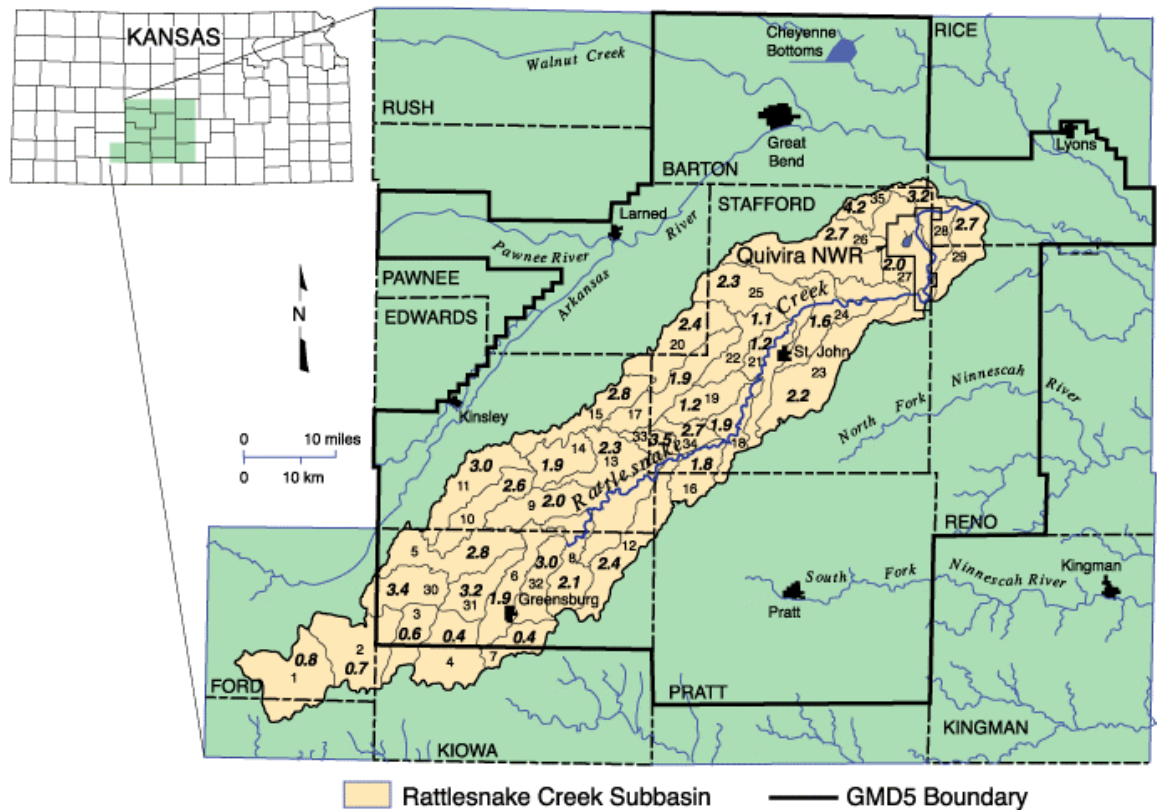 KANSAS
RICE
Cheyenne
Bottoms
Walnut Creek
RUSH
Great
Bend
Lyons
BARTON
STAFFORD
Larned
River
Pawnee River
Arkansas
PAWNEE
EDWARDS
N
Kinsley
0 10 miles
0 10 km
Quivira NWR
Creek
St. John
Rattlesnake
North Fork Ninnescah River
RENO
South Fork Ninnescah River
Kingman
Pratt
Greensburg
FORD
KIOWA
PRATT
KINGMAN
4.2
35
3.2
2.7
26
28
2.7
29
2.0
27
2.3
25
1.1
1.6
24
2.4
20
1.2
22
21
23
2.2
1.9
19
1.2
2.8
15
17
33
3.5
2.7
34
1.9
18
1.8
16
14
2.3
13
3.0
11
1.9
2.6
9
2.0
10
5
2.8
12
3.0
8
2.4
6
32
2.1
3.4
30
3.2
31
1.9
3
0.6
0.4
0.4
7
4
2
0.7
0.8
1
Rattlesnake Creek Subbasin
GMD5 Boundary